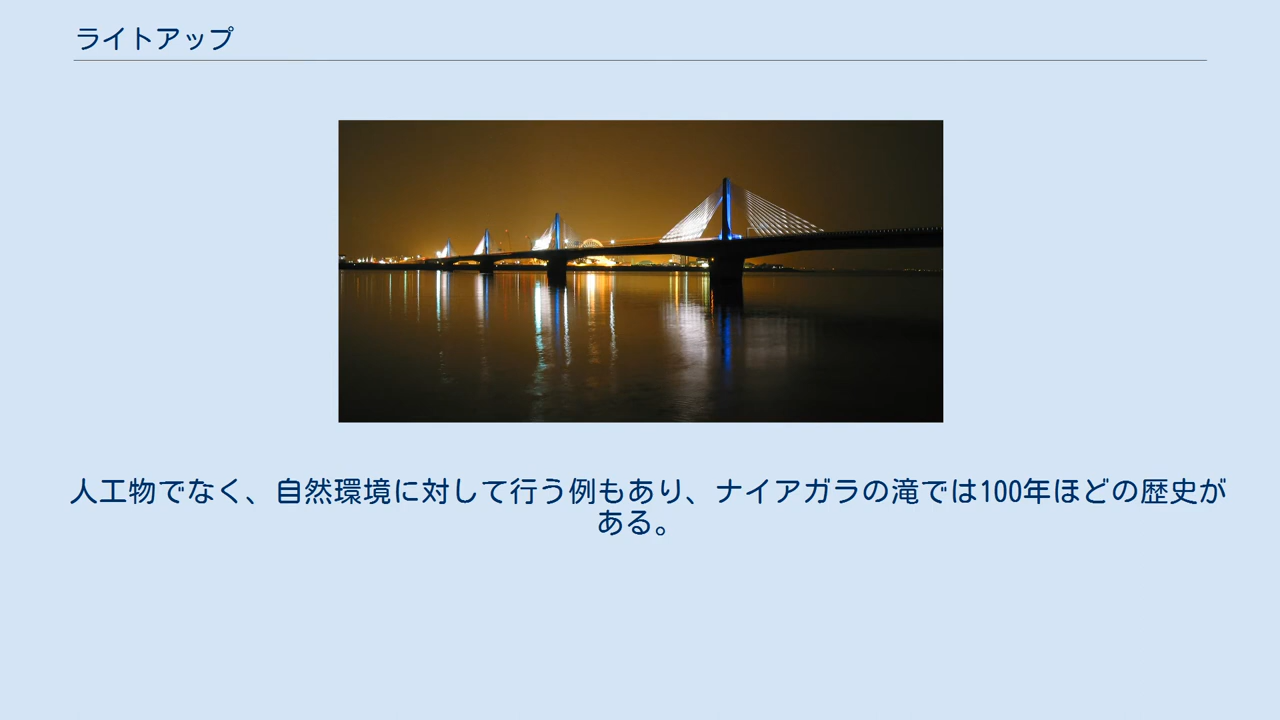 ライトアップ
人工物でなく、自然環境に対して行う例もあり、ナイアガラの滝では100年ほどの歴史が
ある。